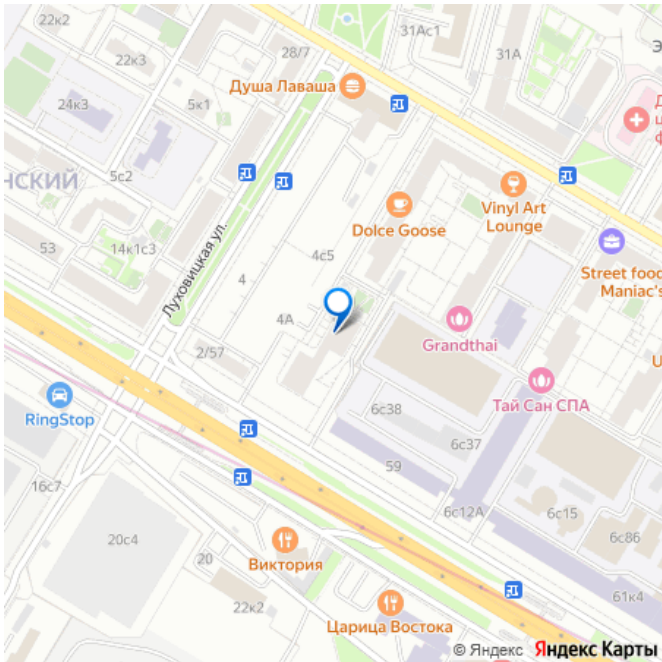 22к2
31Ас1
Э
28/7
22к3
31А
Душа Лаваша
24к3
5к1
5с2
НСКИЙ
Dolce Goose
Vinyl Art
Lounge
53
14к1с3
4с5
4
Луховицкая ул.
Street food
Maniac's
4А
2/57
Grandthai
RingStop
Тай Сан СПА
6с38
6с37
59
16с7
6с12А
6с15
6с86
20с4
20
Виктория
22к2
61к4
Царица Востока
© Яндекс Яндекс Карты